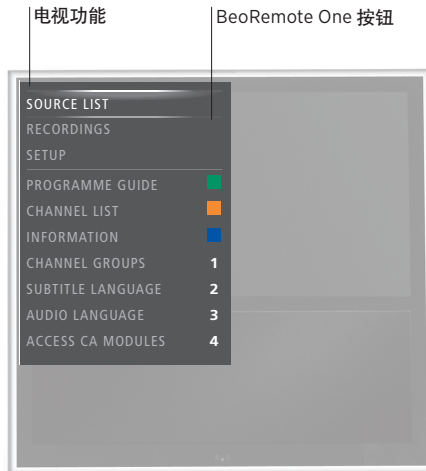 电视功能
BeoRemote One 按钮
SOURCE LIST
RECORDINGS
SETUP
PROGRAMME GUIDE
CHANNEL LIST
INFORMATION
CHANNEL GROUPS 1
SUBTITLE LANGUAGE 2
AUDIO LANGUAGE 3
ACCESS CA MODULES 4